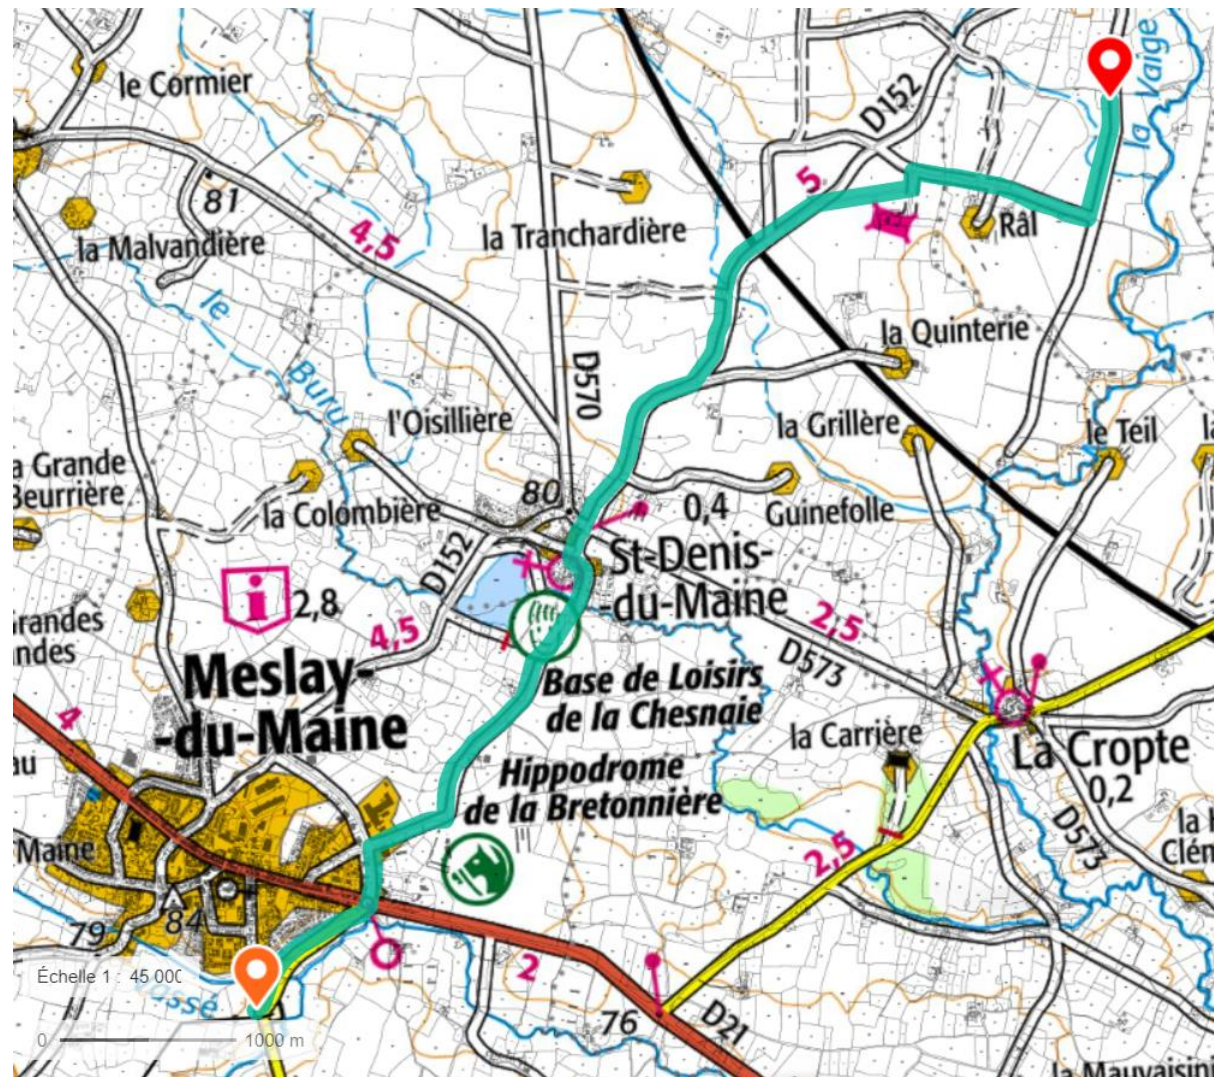 le Cormier
la Vaige
D152
81
5
la Malvandière
4,5
la Tranchardière
Râl
le
Buru
la Quinterie
D570
l'Oisillière
la Grillère
le Teil
la
a Grande
Beurrière
80
la Colombière
0,4
Guinefolle
D152
St-Denis-
-du-Maine
i
2,8
randes
ndes
4,5
2,5
D573
Meslay-
-du-Maine
Base de Loisirs
de la Chesnaie
4
la Carrière
La Cropte
0,2
au
Hippodrome
de la Bretonnière
D573
Maine
2,5
la
Clém
84
79
Échelle 1 : 45 000
assé
2
0
1000 m
76
D21
la Mauvaisini